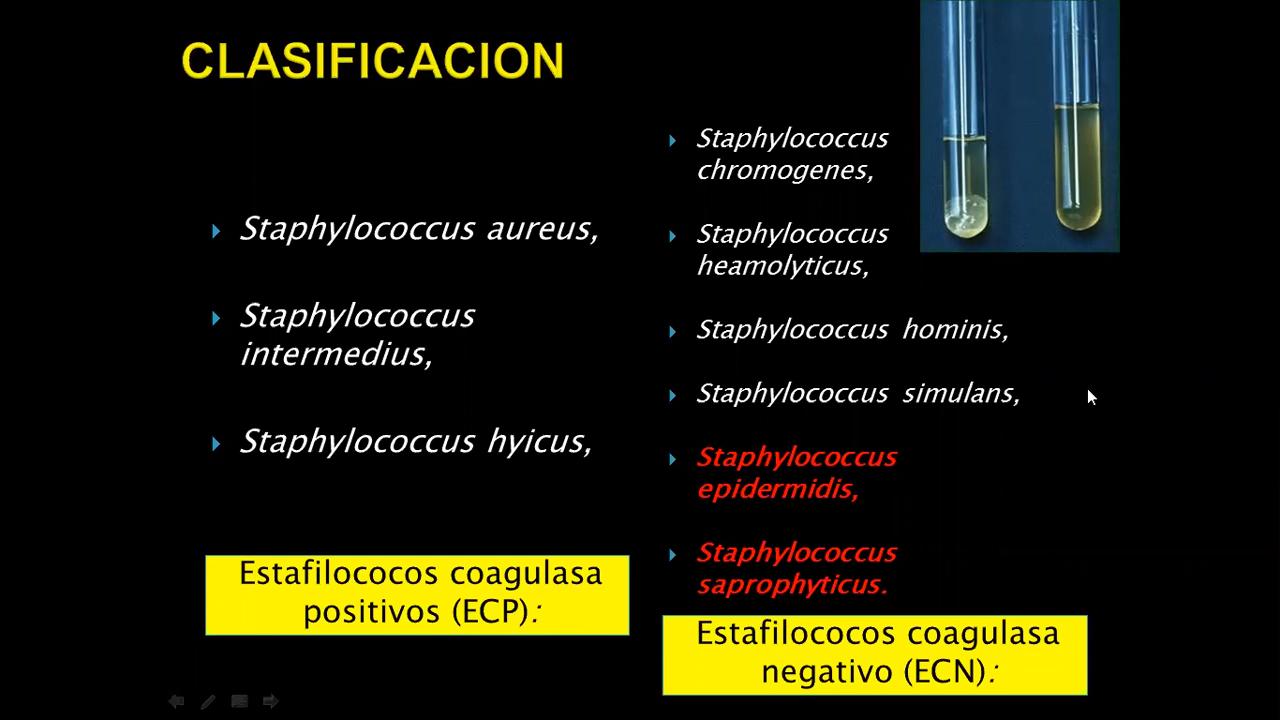 CLASIFICACION
Staphylococcus aureus,
Staphylococcus
intermedius,
Staphylococcus hyicus,
Estafilococos coagulasa
positivos (ECP):
Staphylococcus
chromogenes,
Staphylococcus
heamolyticus,
Staphylococcus hominis,
Staphylococcus simulans,
Staphylococcus
epidermidis,
Staphylococcus
saprophyticus.
Estafilococos coagulasa
negativo (ECN):